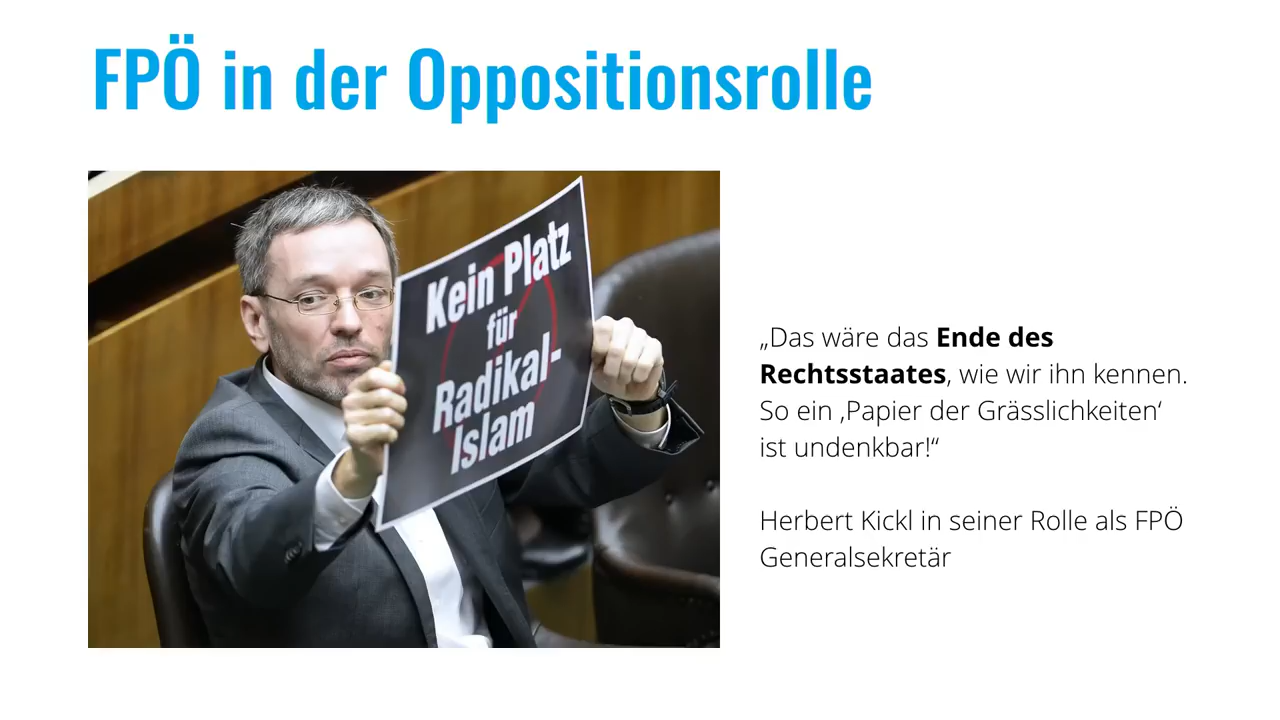 FPÖ in der Oppositionsrolle
Kein Platz
für
Radikal-
Islam
„Das wäre das Ende des
Rechtsstaates, wie wir ihn kennen.
So ein ‚Papier der Grässlichkeiten‘
ist undenkbar!“
Herbert Kickl in seiner Rolle als FPÖ
Generalsekretär